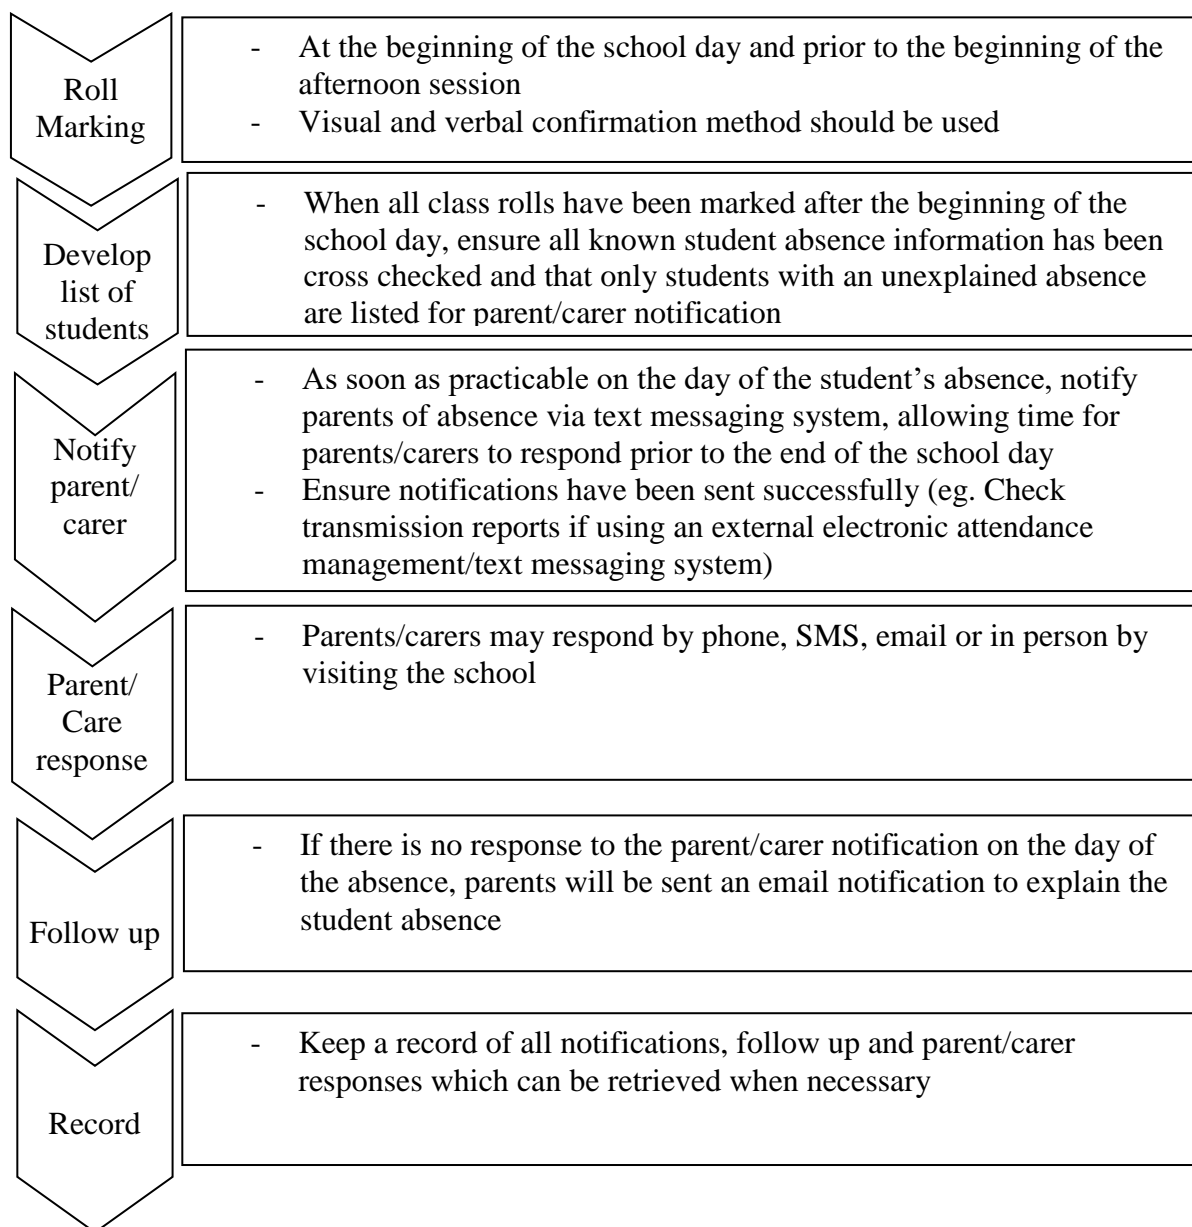 Roll
Marking
- At the beginning of the school day and prior to the beginning of the
afternoon session
- Visual and verbal confirmation method should be used
Develop
list of
students
- When all class rolls have been marked after the beginning of the
school day, ensure all known student absence information has been
cross checked and that only students with an unexplained absence
are listed for parent/carer notification
Notify
parent/
carer
- As soon as practicable on the day of the student’s absence, notify
parents of absence via text messaging system, allowing time for
parents/carers to respond prior to the end of the school day
- Ensure notifications have been sent successfully (eg. Check
transmission reports if using an external electronic attendance
management/text messaging system)
Parent/
Care
response
- Parents/carers may respond by phone, SMS, email or in person by
visiting the school
Follow up
- If there is no response to the parent/carer notification on the day of
the absence, parents will be sent an email notification to explain the
student absence
Record
- Keep a record of all notifications, follow up and parent/carer
responses which can be retrieved when necessary